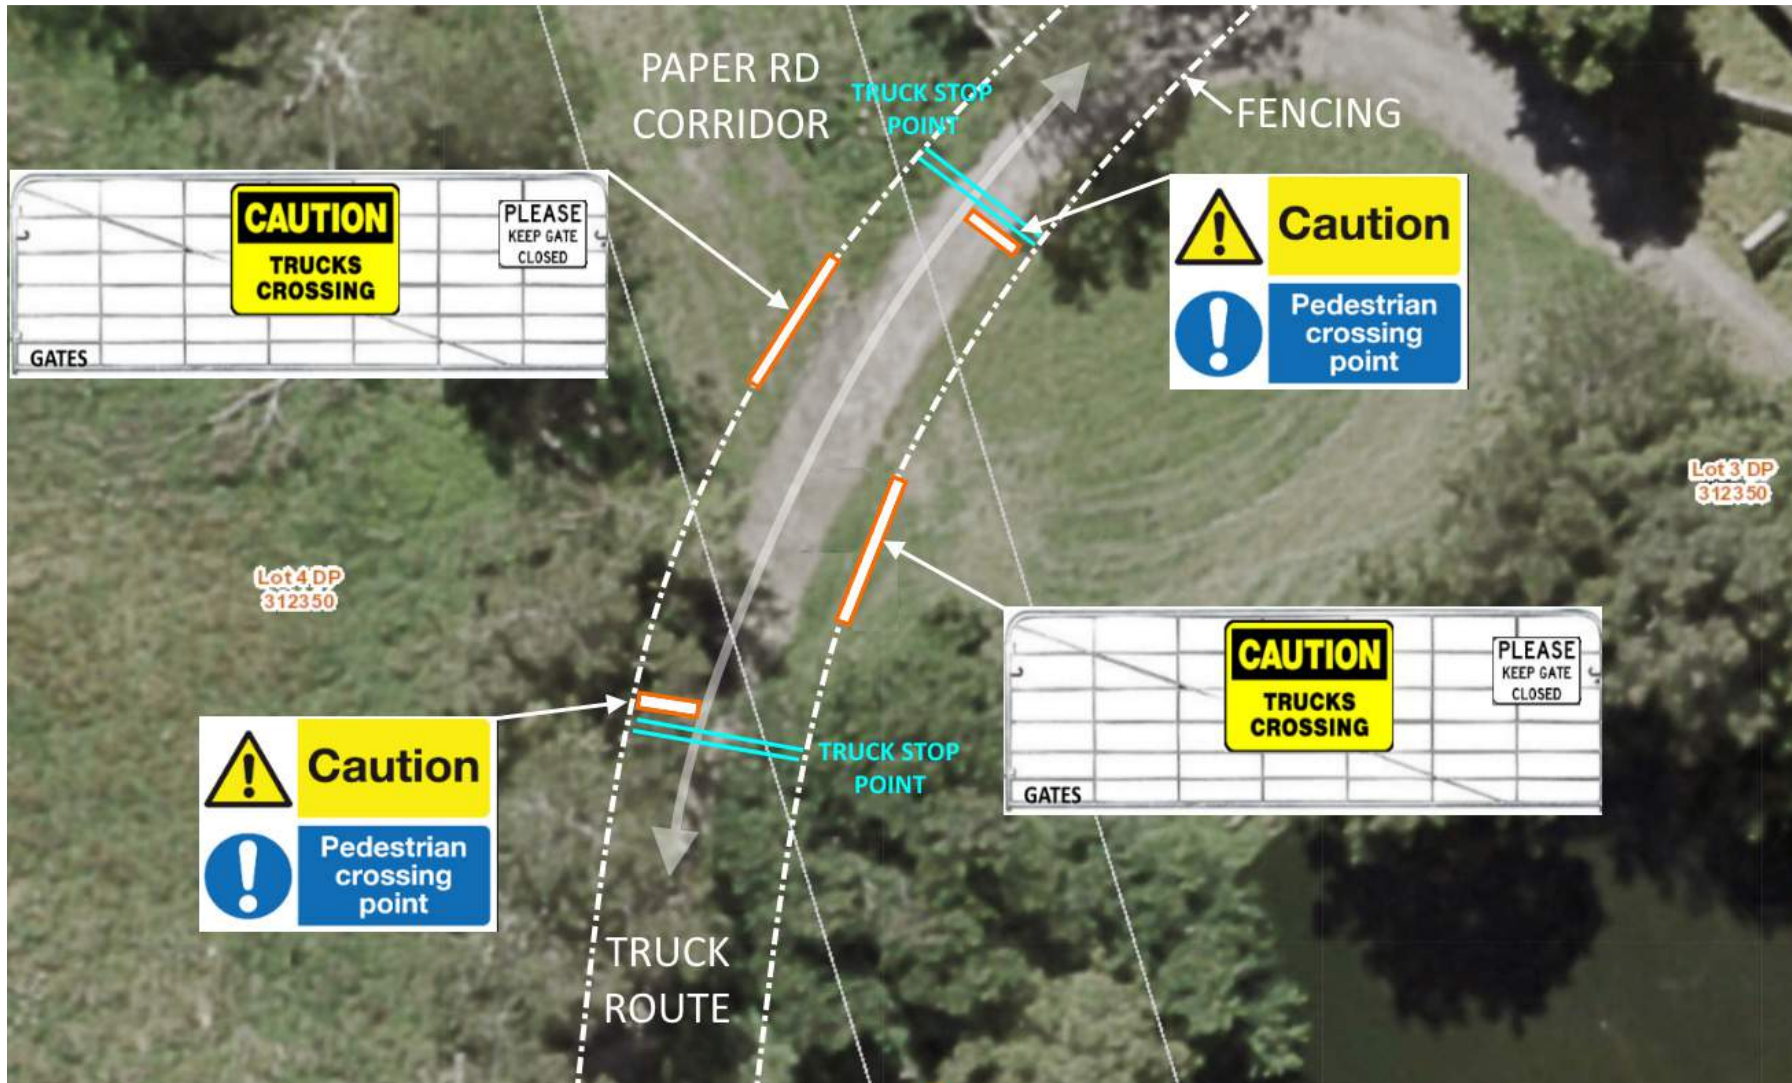 PAPER RD
CORRIDOR
TRUCK STOP
POINT
FENCING
CAUTION
TRUCKS
CROSSING
PLEASE
KEEP GATE
CLOSED
GATES
Caution
Pedestrian
crossing
point
Lot 3 DP
312350
Lot 4 DP
312350
CAUTION
TRUCKS
CROSSING
PLEASE
KEEP GATE
CLOSED
GATES
Caution
Pedestrian
crossing
point
TRUCK STOP
POINT
TRUCK
ROUTE